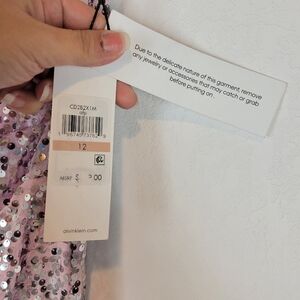 Due to the delicate nature of this garment, remove
any jewelry or accessories that may catch or grab
before putting on.
CD2B2X1M
12
MSRP $
.00
calvinklein.com